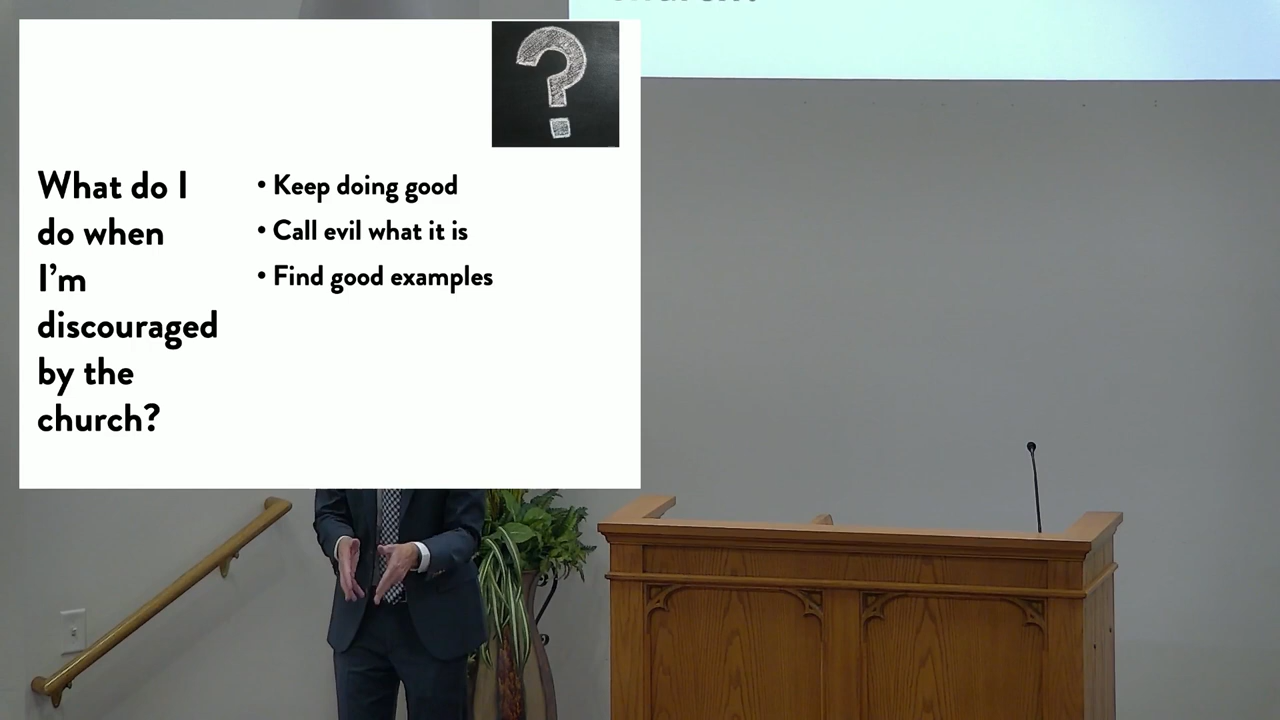 What do I
do when
I'm
discouraged
by the
church?
• Keep doing good
• Call evil what it is
• Find good examples